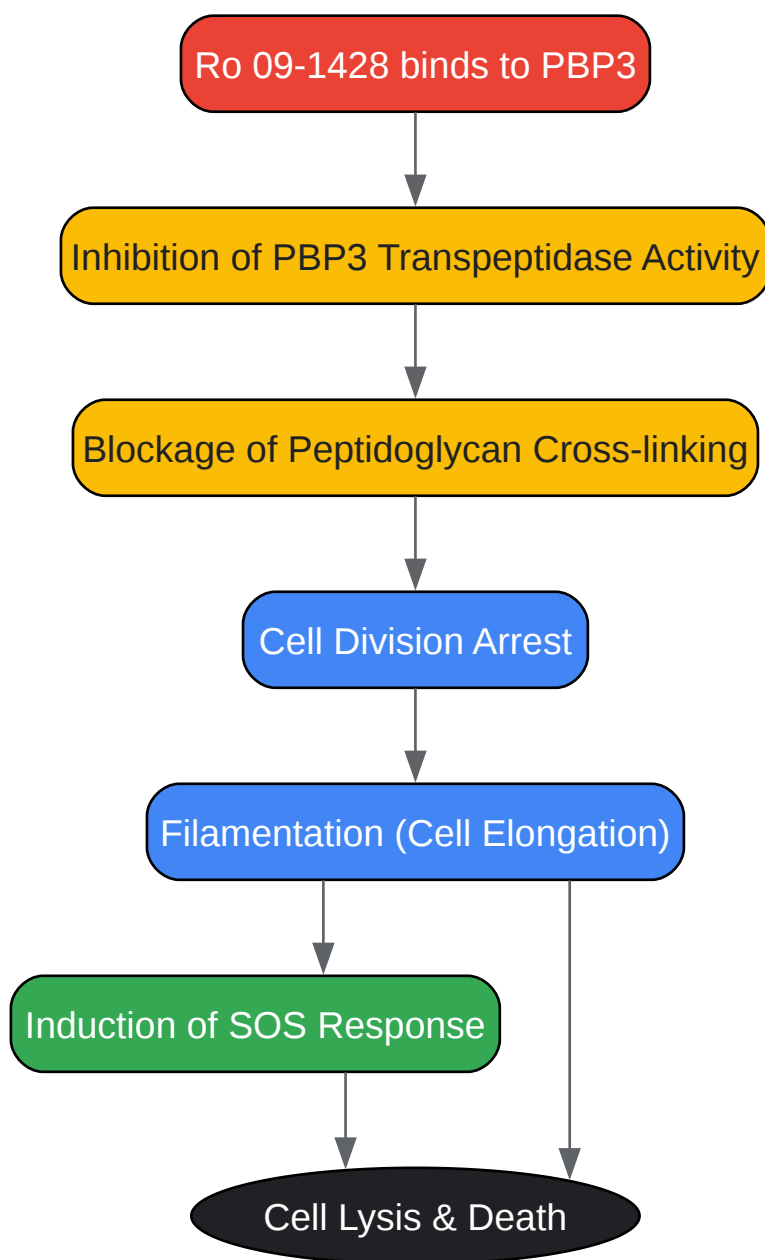 Ro 09-1428 binds to PBP3
Inhibition of PBP3 Transpeptidase Activity
Blockage of Peptidoglycan Cross-linking
Cell Division Arrest
Filamentation (Cell Elongation)
Induction of SOS Response
Cell Lysis & Death